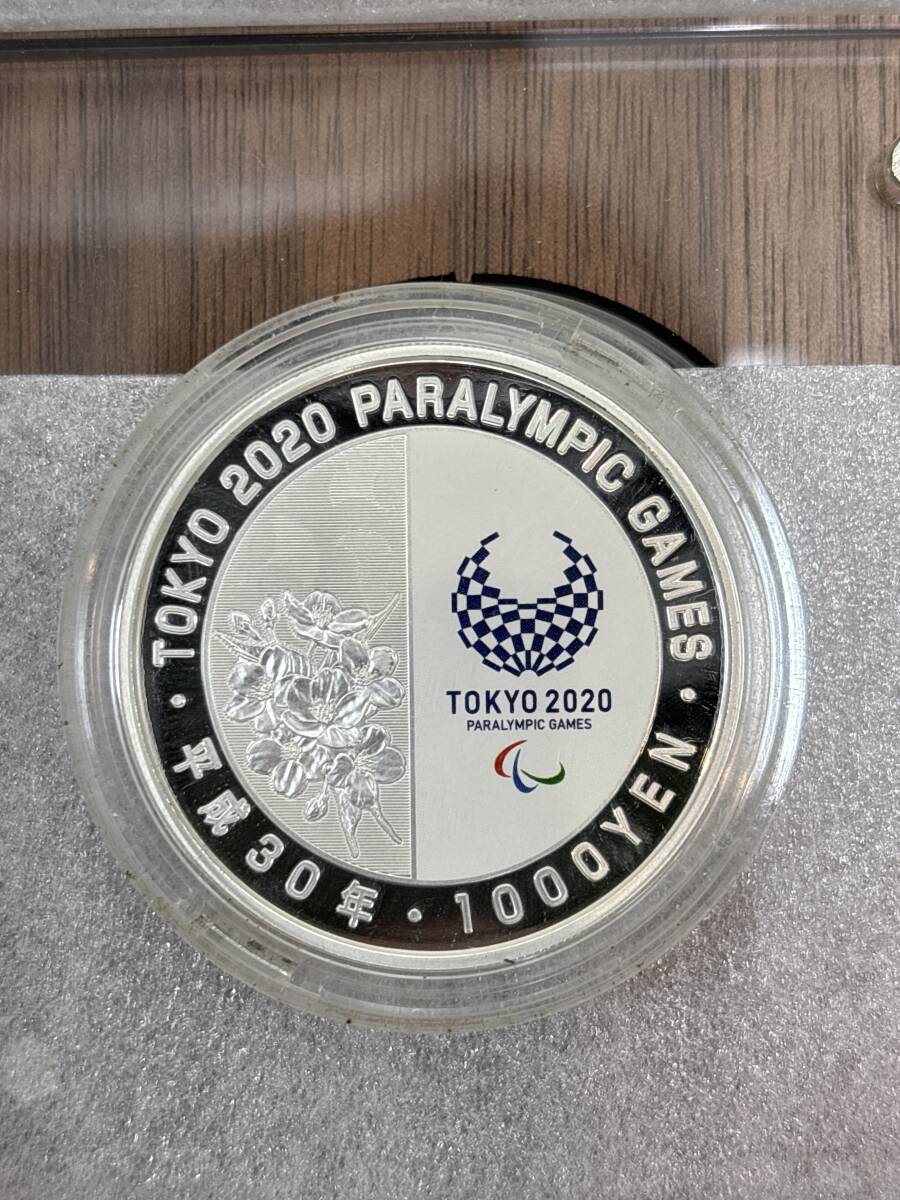 TOKYO 2020 PARALYMPIC GAMES
TOKYO 2020
PARALYMPIC GAMES
平成30年・1000YEN